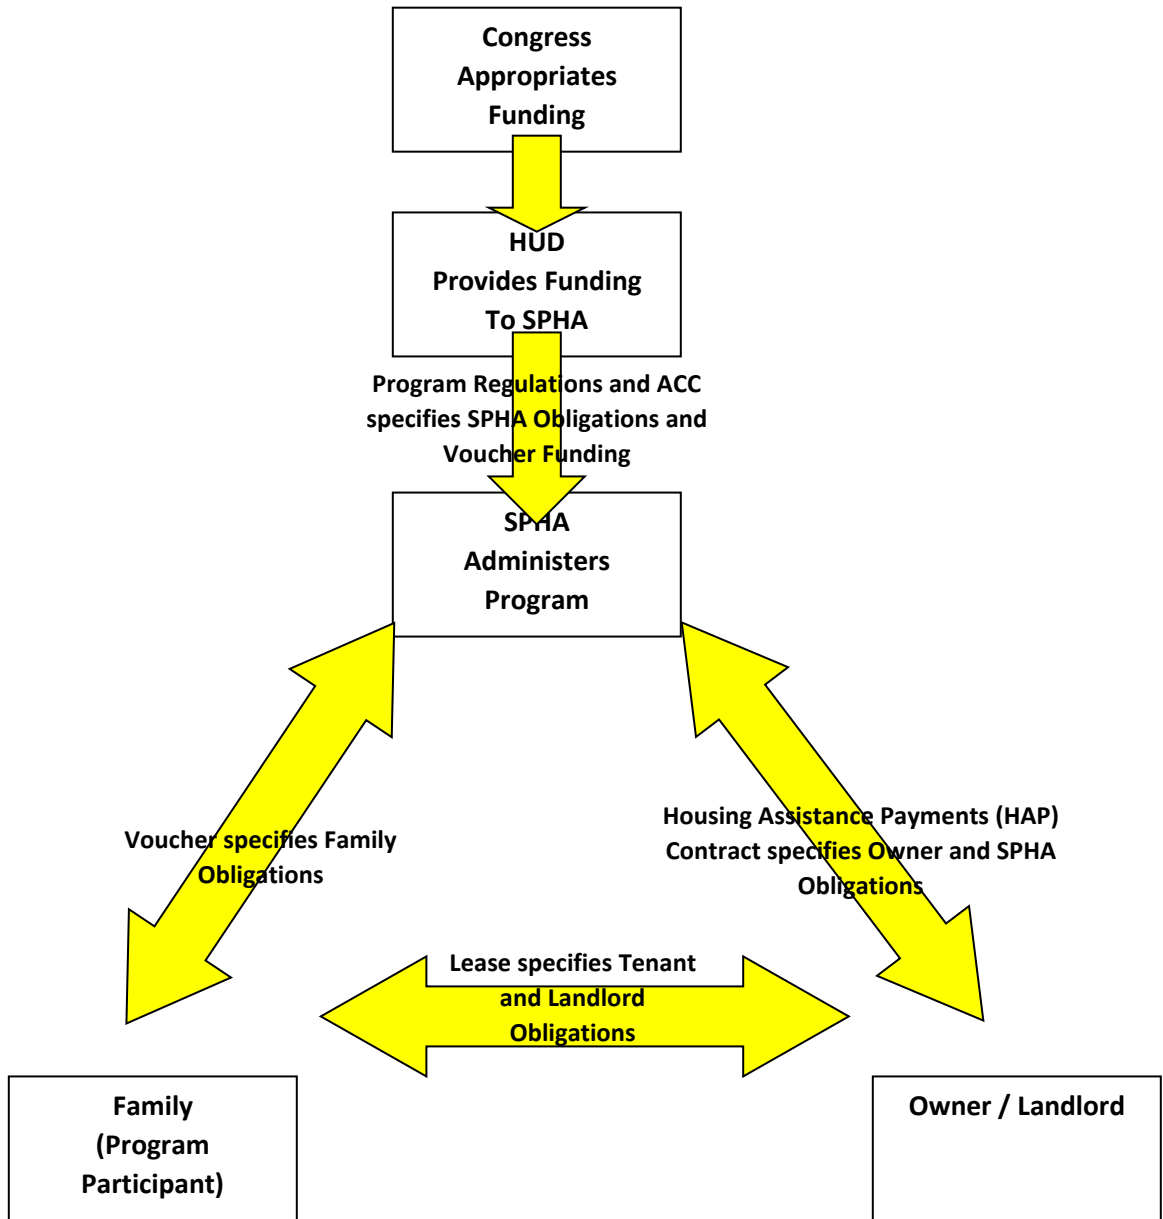 Congress
Appropriates
Funding
HUD
Provides Funding
To SPHA
Program Regulations and ACC
specifies SPHA Obligations and
Voucher Funding
SPHA
Administers
Program
Voucher specifies Family
Obligations
Housing Assistance Payments (HAP)
Contract specifies Owner and SPHA
Obligations
Lease specifies Tenant
and Landlord
Obligations
Family
(Program
Participant)
Owner / Landlord